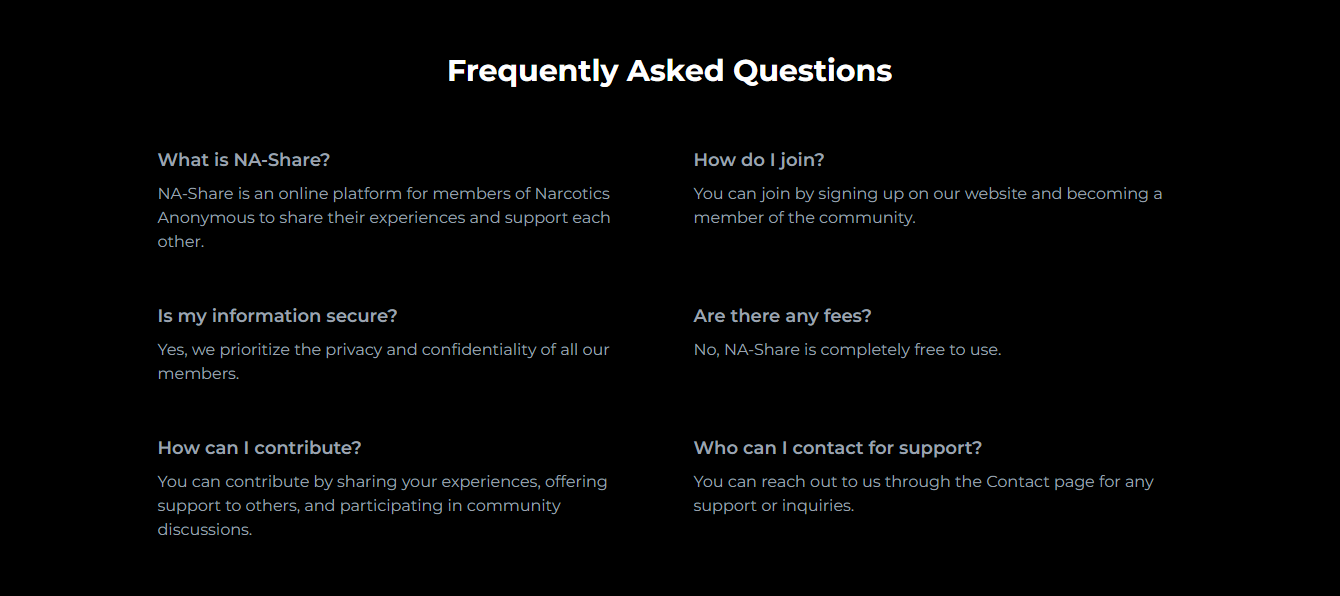 Frequently Asked Questions
What is NA-Share?
NA-Share is an online platform for members of Narcotics
Anonymous to share their experiences and support each
other.
How do I join?
You can join by signing up on our website and becoming a
member of the community.
Is my information secure?
Yes, we prioritize the privacy and confidentiality of all our
members.
Are there any fees?
No, NA-Share is completely free to use.
How can I contribute?
You can contribute by sharing your experiences, offering
support to others, and participating in community
discussions.
Who can I contact for support?
You can reach out to us through the Contact page for any
support or inquiries.